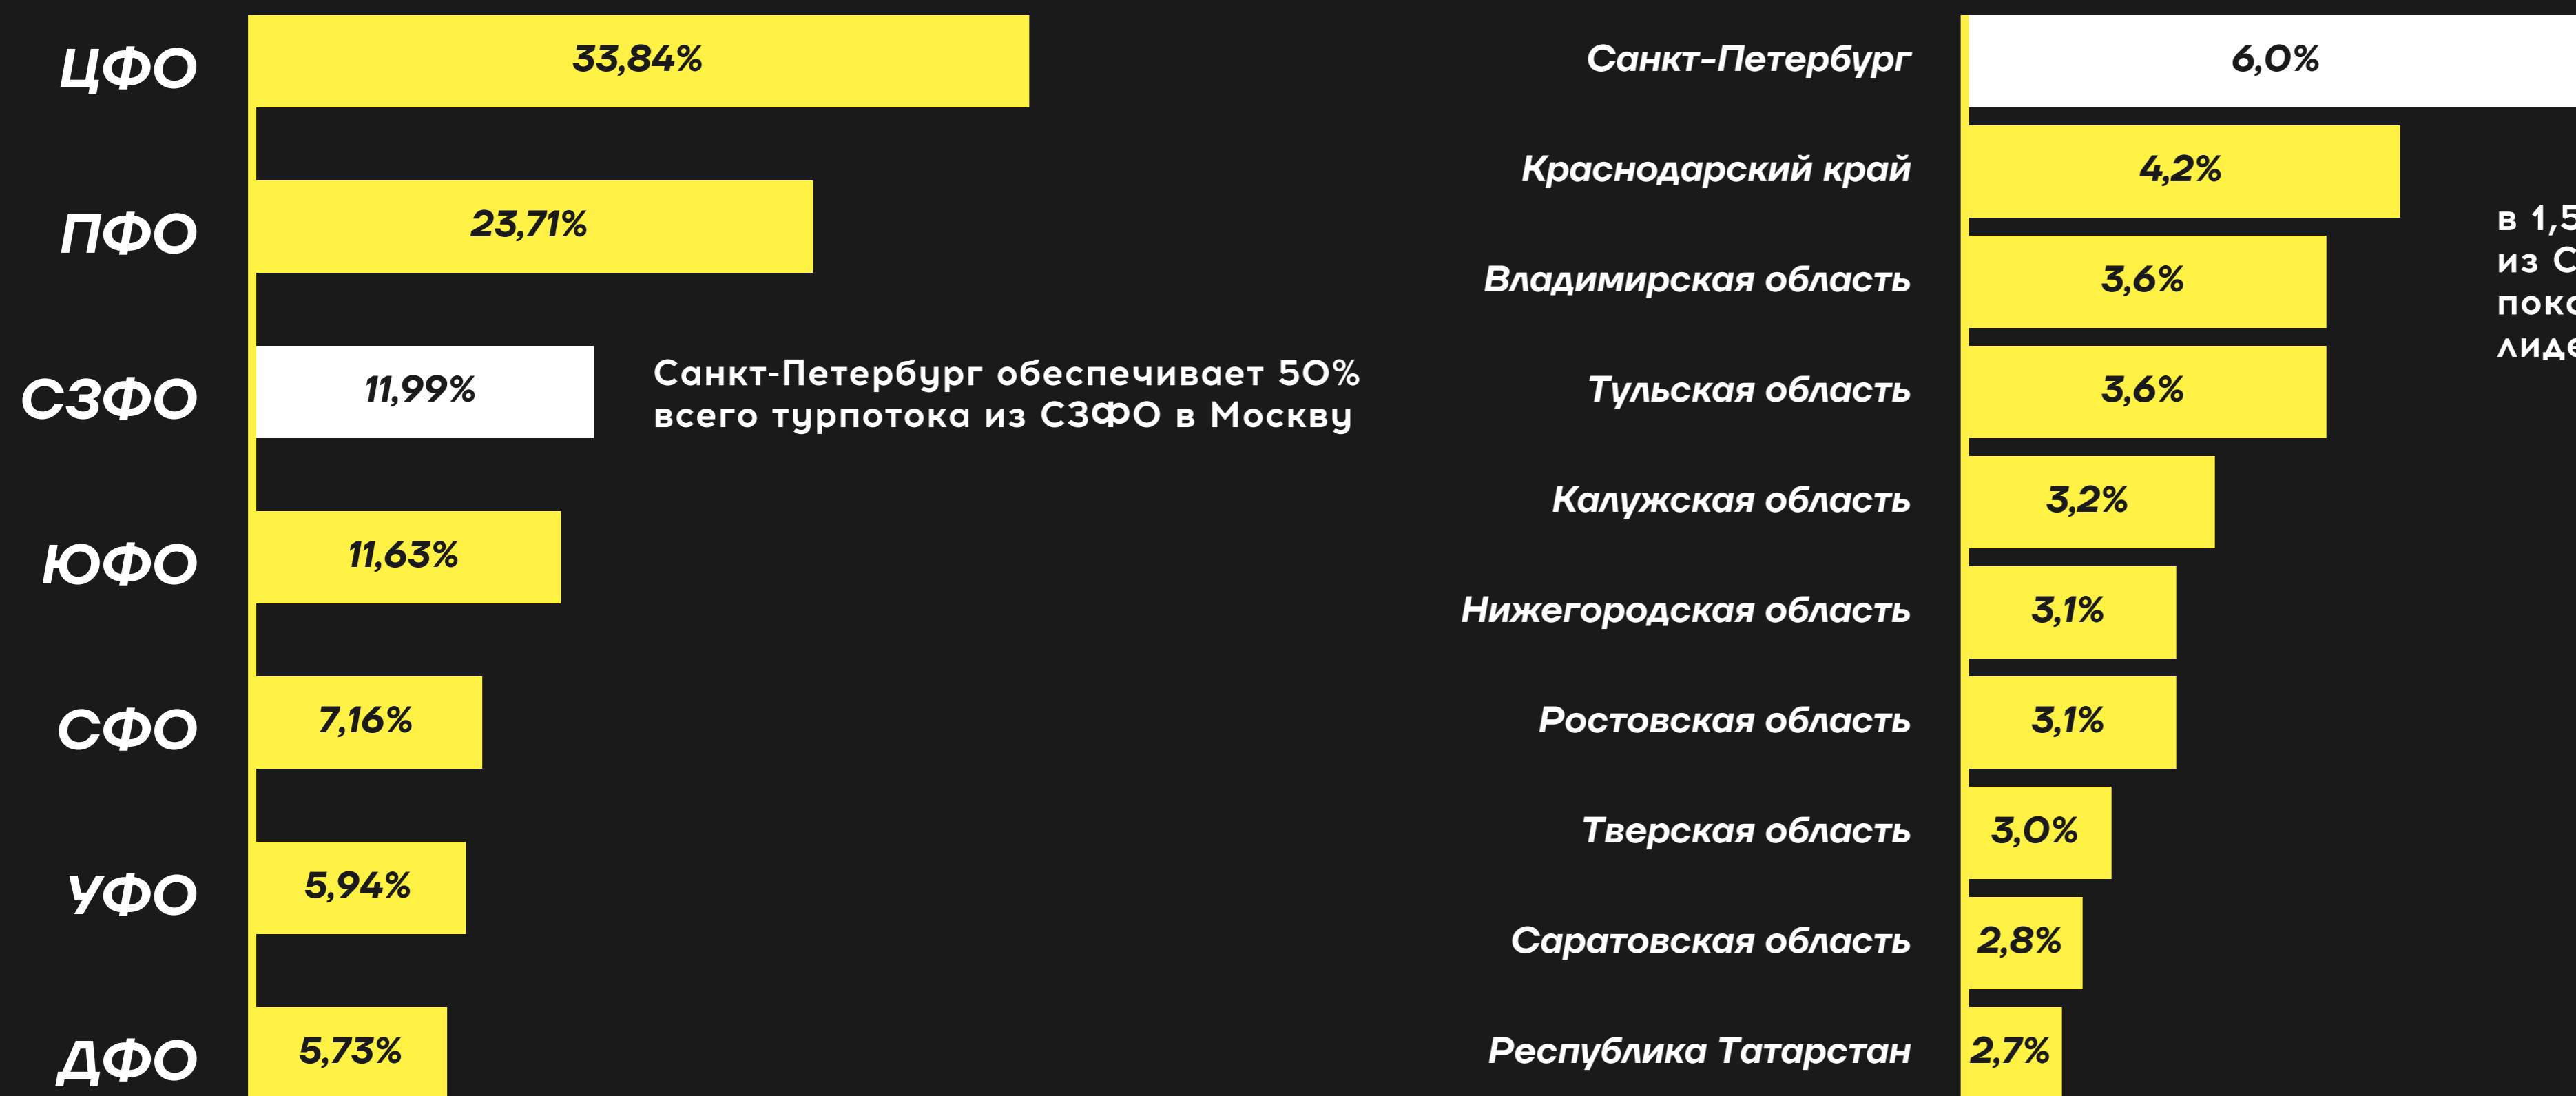 ЦФО 33,84%
ПФО 23,71%
СЗФО 11,99%
Санкт-Петербург обеспечивает 50%
всего турпотока из СЗФО в Москву
ЮФО 11,63%
СФО 7,16%
УФО 5,94%
ДФО 5,73%
Санкт-Петербург 6,0%
Краснодарский край 4,2%
в 1,5
из
Владимирская область 3,6%
Тульская область 3,6%
Калужская область 3,2%
Нижегородская область 3,1%
Ростовская область 3,1%
Тверская область 3,0%
Саратовская область 2,8%
Республика Татарстан 2,7%